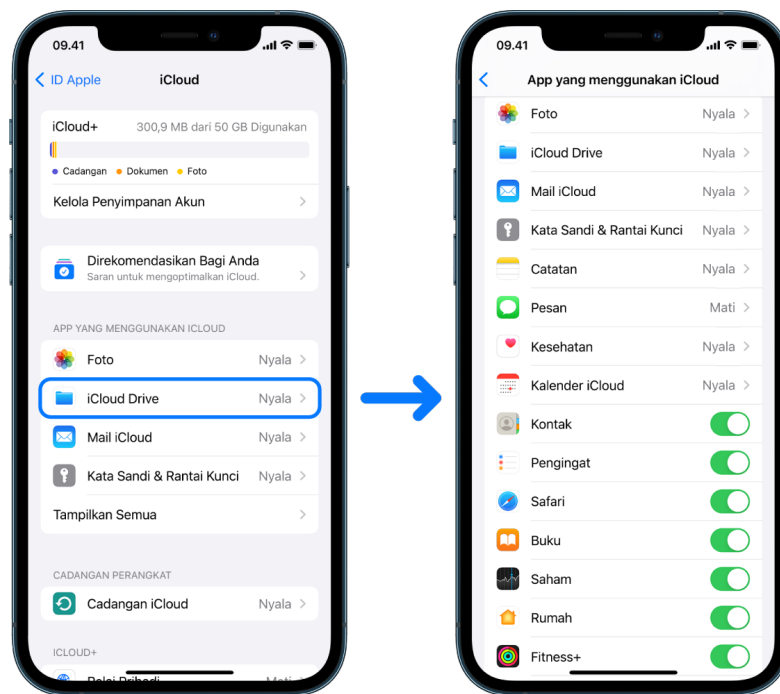 09.41
ID Apple
iCloud
iCloud+
300,9 MB dari 50 GB Digunakan
Cadangan
Dokumen
Foto
Kelola Penyimpanan Akun
Direkomendasikan Bagi Anda
Saran untuk mengoptimalkan iCloud.
APP YANG MENGGUNAKAN ICLOUD
Foto Nyala
iCloud Drive Nyala
Mail iCloud Nyala
Kata Sandi & Rantai Kunci Nyala
Tampilkan Semua
CADANGAN PERANGKAT
Cadangan iCloud Nyala
ICLOUD+
Relai Pribadi Mati
09.41
App yang menggunakan iCloud
Foto Nyala
iCloud Drive Nyala
Mail iCloud Nyala
Kata Sandi & Rantai Kunci Nyala
Catatan Nyala
Pesan Mati
Kesehatan Nyala
Kalender iCloud Nyala
Kontak
Pengingat
Safari
Buku
Saham
Rumah
Fitness+